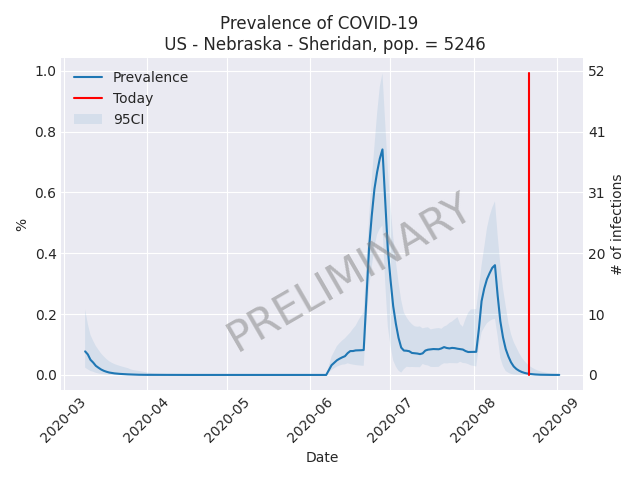 Prevalence of COVID-19
US - Nebraska - Sheridan, pop. = 5246
Prevalence
Today
95CI
PRELIMINARY
%
1.0
0.8
0.6
0.4
0.2
0.0
52
41
31
20
10
0
# of infections
2020-03
2020-04
2020-05
2020-06
2020-07
2020-08
2020-09
Date